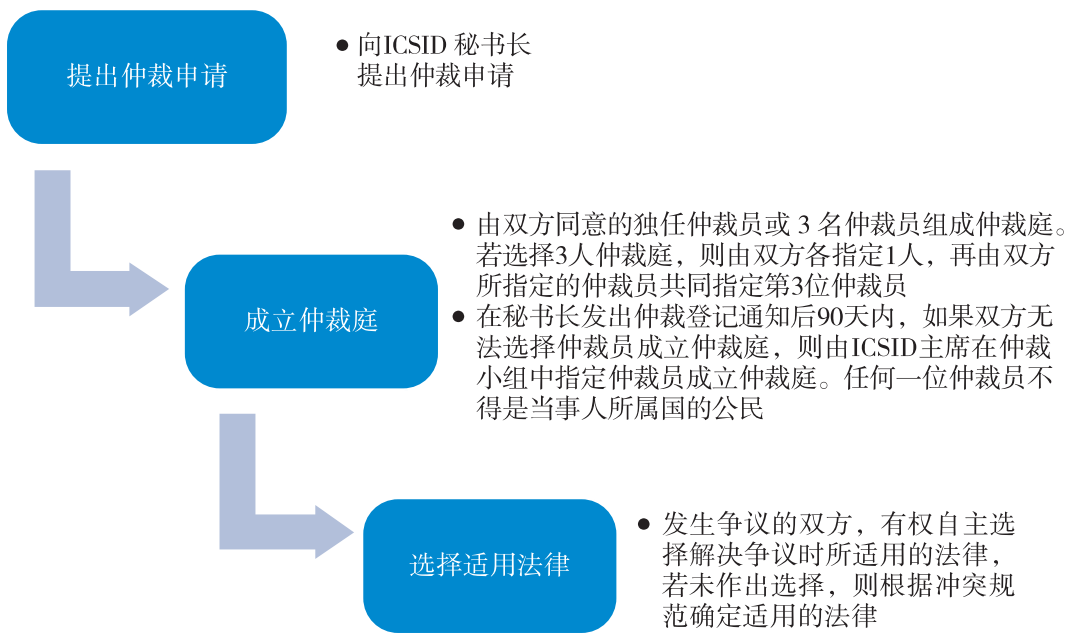 提出仲裁申请
● 向ICSID 秘书长
提出仲裁申请
成立仲裁庭
● 由双方同意的独任仲裁员或 3 名仲裁员组成仲裁庭。
若选择3人仲裁庭，则由双方各指定1人，再由双方
所指定的仲裁员共同指定第3位仲裁员
● 在秘书长发出仲裁登记通知后90天内，如果双方无
法选择仲裁员成立仲裁庭，则由ICSID主席在仲裁
小组中指定仲裁员成立仲裁庭。任何一位仲裁员不
得是当事人所属国的公民
选择适用法律
● 发生争议的双方，有权自主选
择解决争议时所适用的法律，
若未作出选择，则根据冲突规
范确定适用的法律